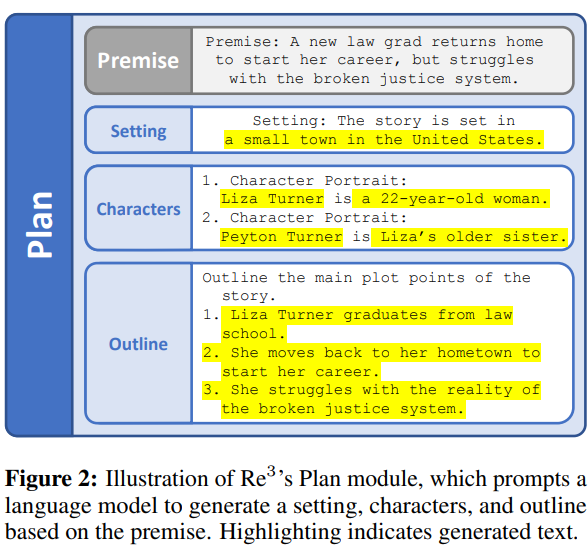 Plan
Premise
Premise: A new law grad returns home
to start her career, but struggles
with the broken justice system.
Setting
Setting: The story is set in
a small town in the United States.
Characters
1. Character Portrait:
Liza Turner is a 22-year-old woman.
2. Character Portrait:
Peyton Turner is Liza's older sister.
Outline
Outline the main plot points of the
story.
1. Liza Turner graduates from law
school.
2. She moves back to her hometown to
start her career.
3. She struggles with the reality of
the broken justice system.
Figure 2: Illustration of Re³'s Plan module, which prompts a
language model to generate a setting, characters, and outline
based on the premise. Highlighting indicates generated text.